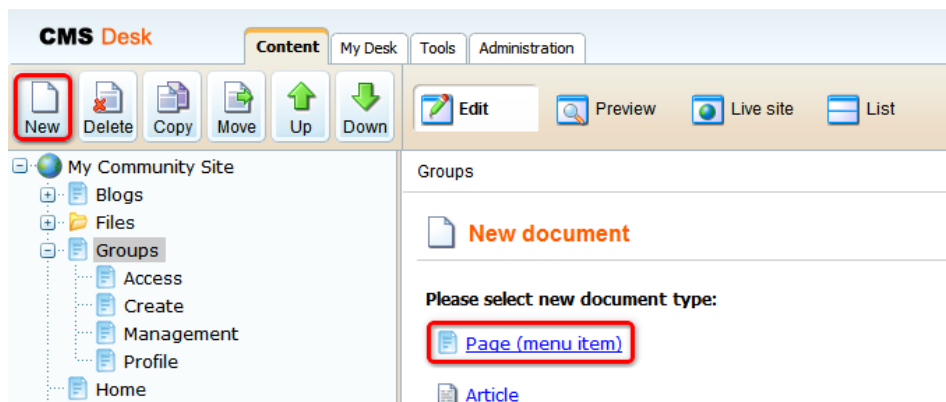 CMS Desk
Content My Desk Tools Administration
New Delete Copy Move Up Down Edit Preview Live site List
My Community Site
Blogs
Files
Groups
Access
Create
Management
Profile
Home
Groups
New document
Please select new document type:
Page (menu item)
Article